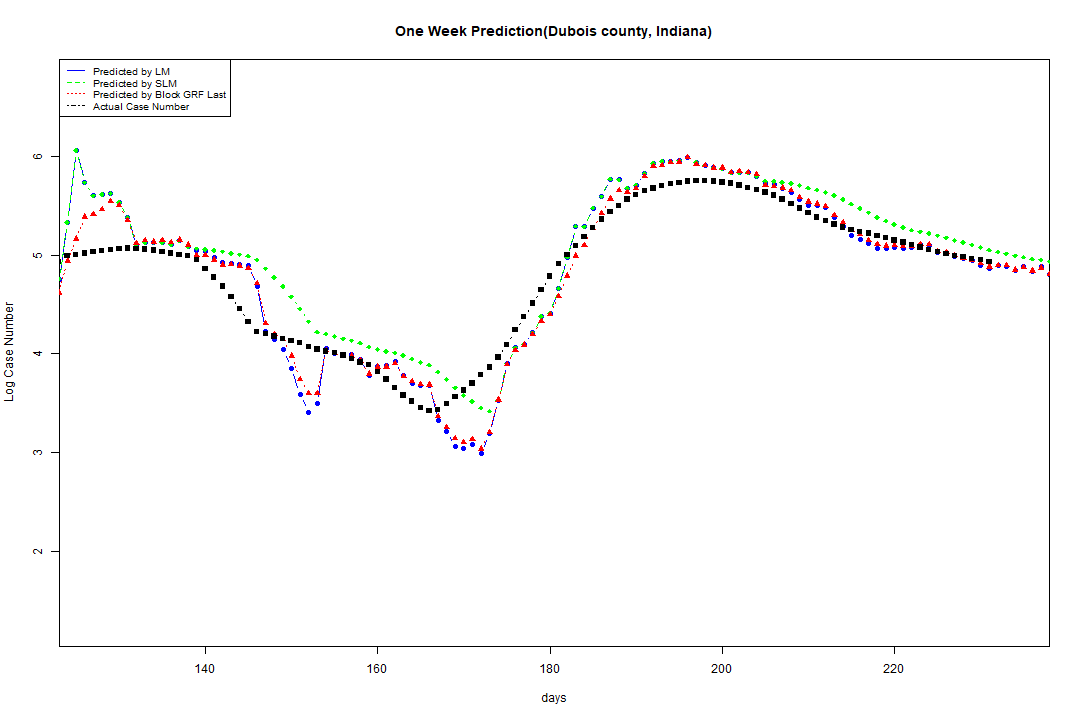 One Week Prediction(Dubois county, Indiana)
Predicted by LM
Predicted by SLM
Predicted by Block GRF Last
Actual Case Number
6
5
4
3
2
Log Case Number
140 160 180 200 220
days